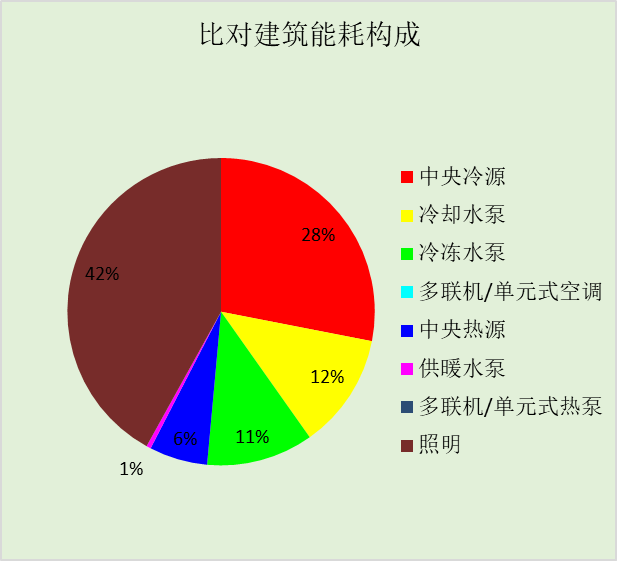 比对建筑能耗构成
28%
12%
11%
6%
1%
42%
中央冷源
冷却水泵
冷冻水泵
多联机/单元式空调
中央热源
供暖水泵
多联机/单元式热泵
照明